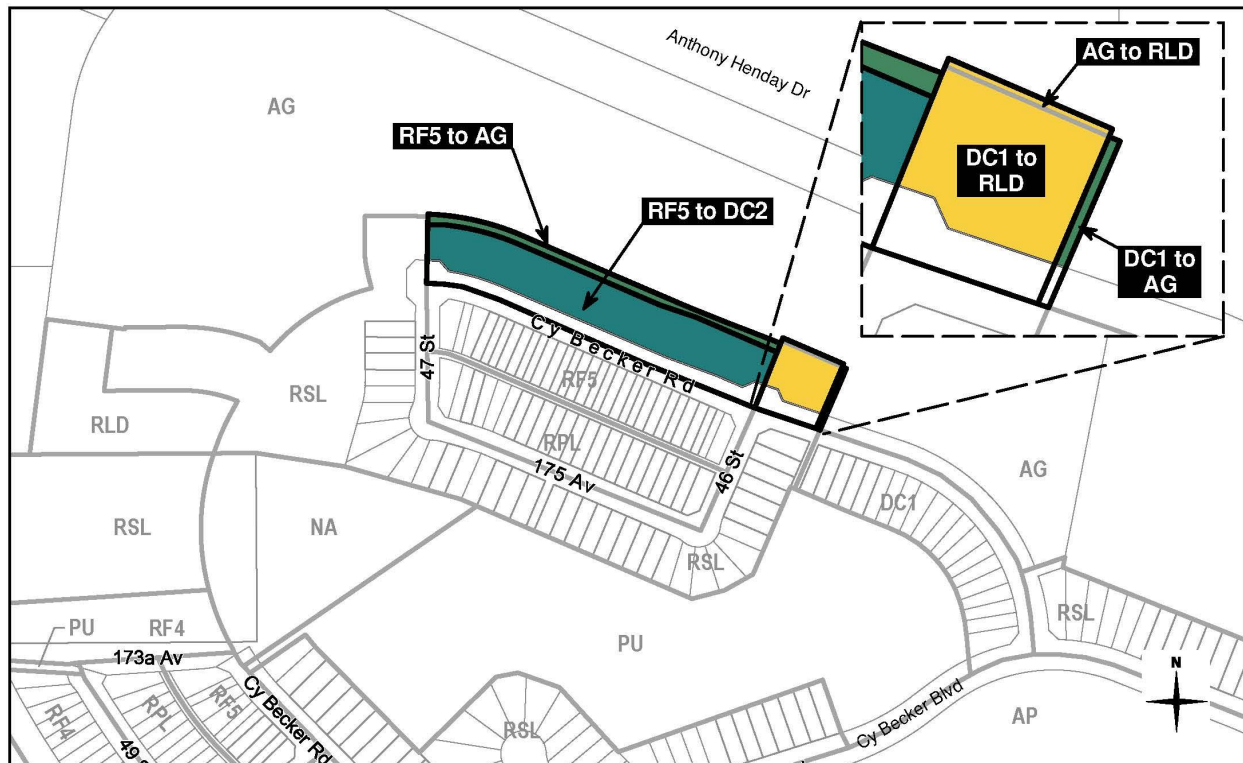 Anthony Henday Dr
AG to RLD
AG
RF5 to AG
DC1 to
RLD
RF5 to DC2
DC1 to
AG
Cy Becker Rd
47 St
RF5
RSL
RLD
RPL
46 St
AG
175 Av
DC1
RSL
NA
RSL
RSL
PU
RF4
PU
173a Av
N
RF5
Cy Becker Rd
RPL
RF4
Cy Becker Blvd
AP
RSL
49